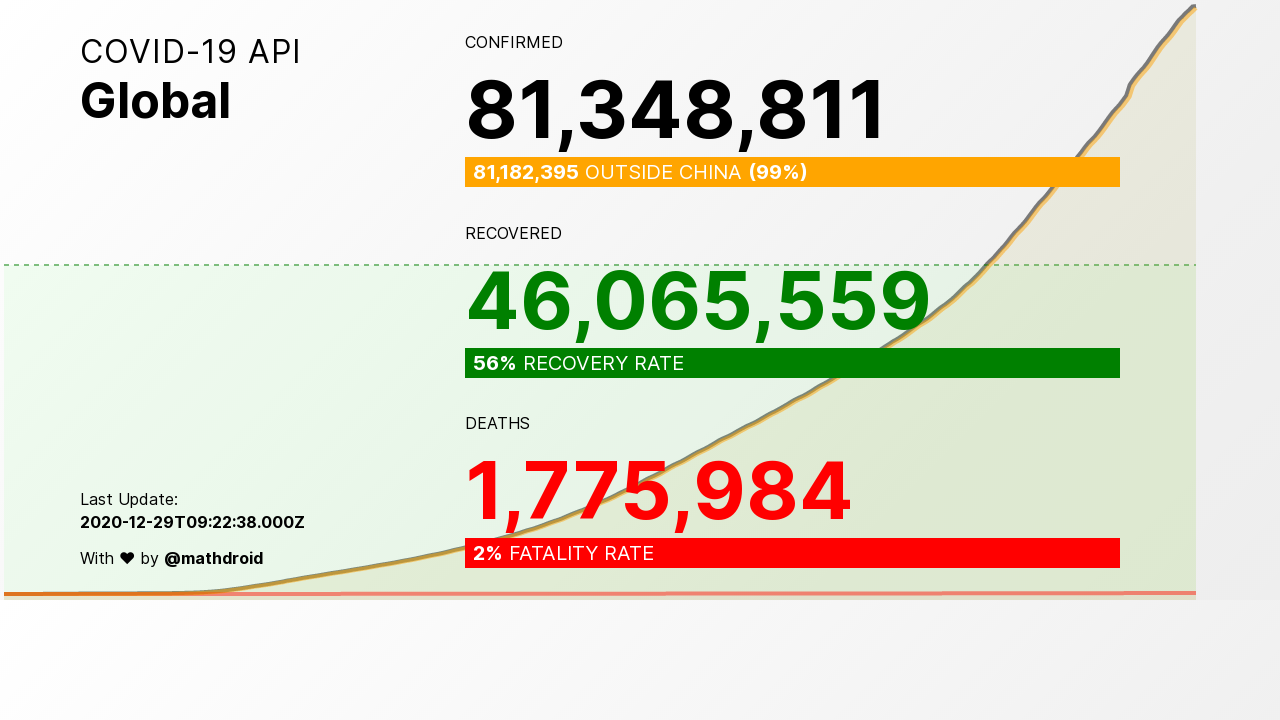 COVID-19 API
Global
CONFIRMED
81,348,811
81,182,395 OUTSIDE CHINA (99%)
RECOVERED
46,065,559
56% RECOVERY RATE
DEATHS
1,775,984
2% FATALITY RATE
Last Update:
2020-12-29T09:22:38.000Z
With ♥ by @mathdroid